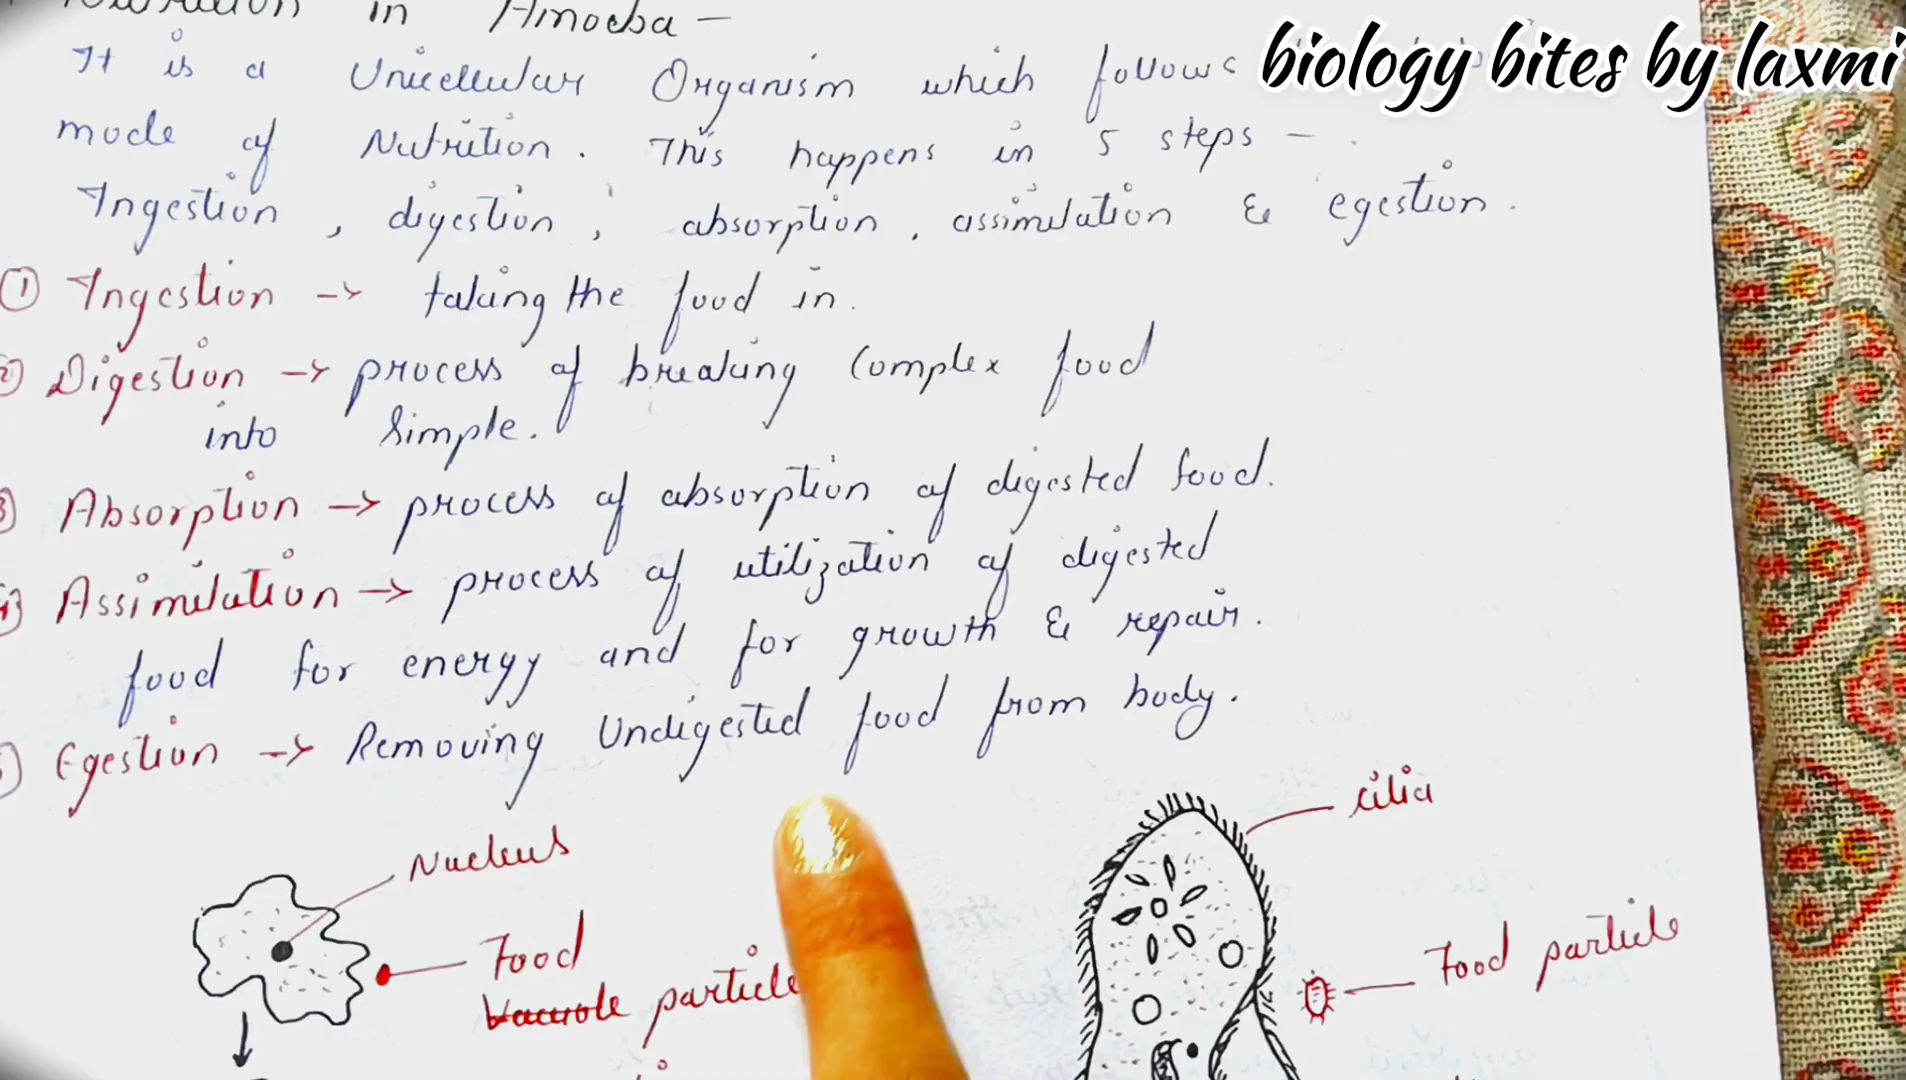 in Amoeba –
biology bites by laxmi
It is a Unicellular Organism which follows
mode of Nutrition. This happens in 5 steps –
Ingestion, digestion, absorption, assimilation & egestion.
① Ingestion → taking the food in.
② Digestion → process of breaking Complex food
into simple.
③ Absorption → process of absorption of digested food.
④ Assimilation → process of utilization of digested
food for energy and for growth & repair.
⑤ Egestion → Removing Undigested food from body.
cilia
Nucleus
Food
Vacuole particle
Food particle